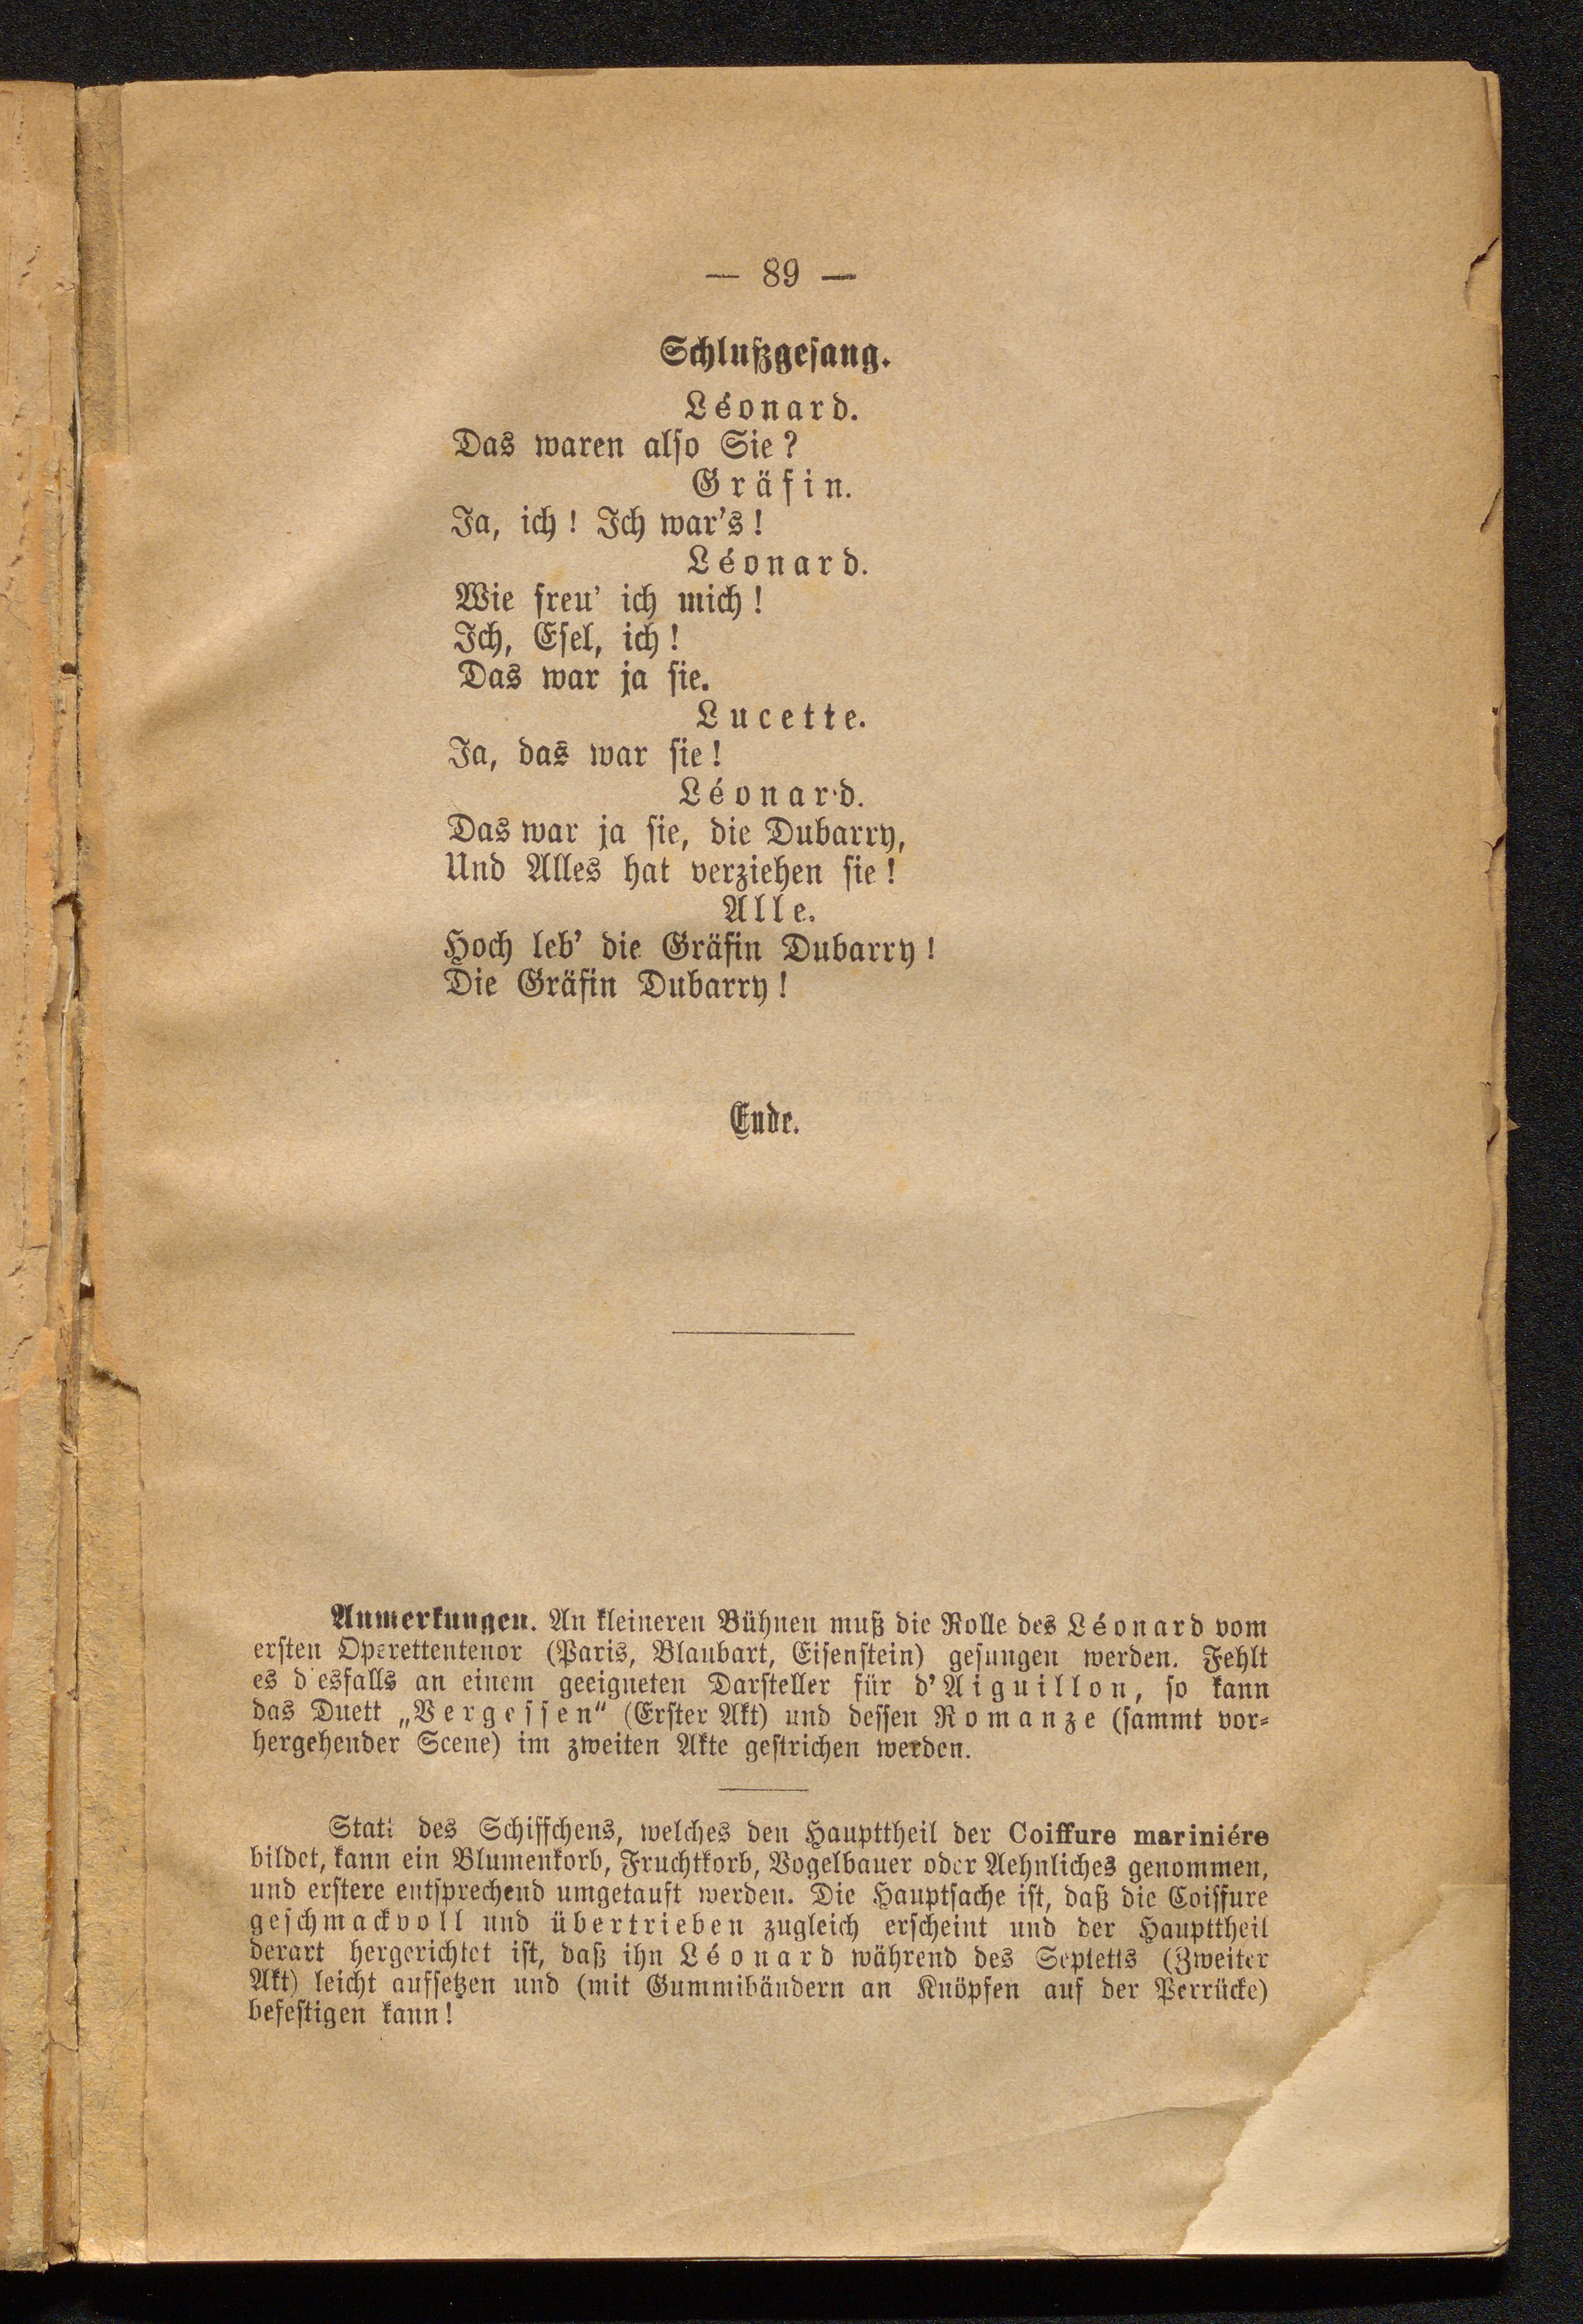 — 89 —
Schlußgesang.
Léonard.
Das waren also Sie?
Gräfin.
Ja, ich! Ich war's!
Léonard.
Wie freu' ich mich!
Ich, Esel, ich!
Das war ja sie.
Lucette.
Ja, das war sie!
Léonard.
Das war ja sie, die Dubarry,
Und Alles hat verziehen sie!
Alle.
Hoch leb' die Gräfin Dubarry!
Die Gräfin Dubarry!
Ende.
Anmerkungen. An kleineren Bühnen muß die Rolle des Léonard vom
ersten Operettentenor (Paris, Blaubart, Eisenstein) gesungen werden. Fehlt
es diesfalls an einem geeigneten Darsteller für d'Aiguillon, so kann
das Duett „Vergessen“ (Erster Akt) und dessen Romanze (sammt vor-
hergehender Scene) im zweiten Akte gestrichen werden.
Statt des Schiffchens, welches den Haupttheil der Coiffure mariniére
bildet, kann ein Blumenkorb, Fruchtkorb, Vogelbauer oder Aehnliches genommen,
und erstere entsprechend umgetauft werden. Die Hauptsache ist, daß die Coiffure
geschmackvoll und übertrieben zugleich erscheint und der Haupttheil
derart hergerichtet ist, daß ihn Léonard während des Septetts (Zweiter
Akt) leicht aufsetzen und (mit Gummibändern an Knöpfen auf der Perrücke)
befestigen kann!